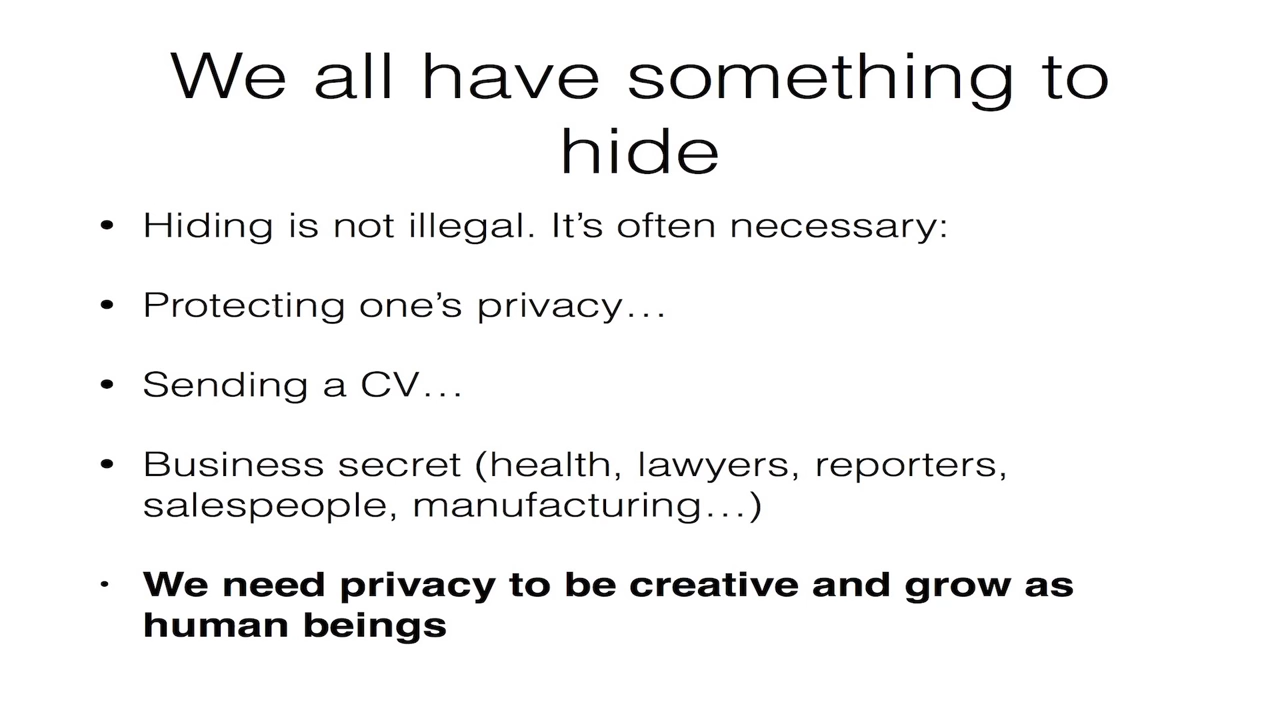 We all have something to
hide
• Hiding is not illegal. It’s often necessary:
• Protecting one’s privacy…
• Sending a CV…
• Business secret (health, lawyers, reporters,
salespeople, manufacturing…)
• We need privacy to be creative and grow as
human beings